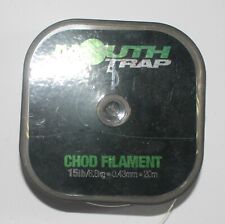 MOUTH
TRAP
CHOD FILAMENT
15lb/6.8kg • 0.43mm • 20m